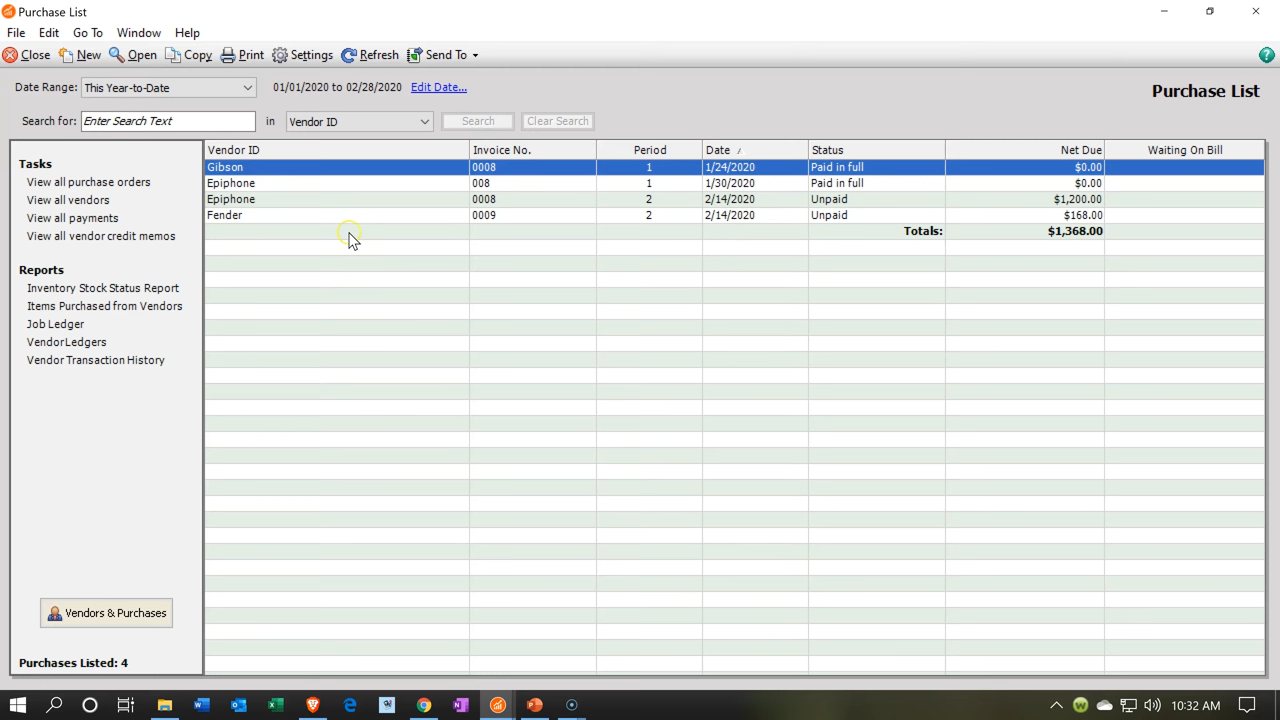 Purchase List
File Edit Go To Window Help
Close New Open Copy Print Settings Refresh Send To
Date Range: This Year-to-Date 01/01/2020 to 02/28/2020 Edit Date...
Purchase List
Search for: Enter Search Text in Vendor ID Search Clear Search
Vendor ID Invoice No. Period Date Status Net Due Waiting On Bill
Gibson 0008 1 1/24/2020 Paid in full $0.00
Epiphone 008 1 1/30/2020 Paid in full $0.00
Epiphone 0008 2 2/14/2020 Unpaid $1,200.00
Fender 0009 2 2/14/2020 Unpaid $168.00
Totals: $1,368.00
Tasks
View all purchase orders
View all vendors
View all payments
View all vendor credit memos
Reports
Inventory Stock Status Report
Items Purchased from Vendors
Job Ledger
Vendor Ledgers
Vendor Transaction History
Vendors & Purchases
Purchases Listed: 4
10:32 AM